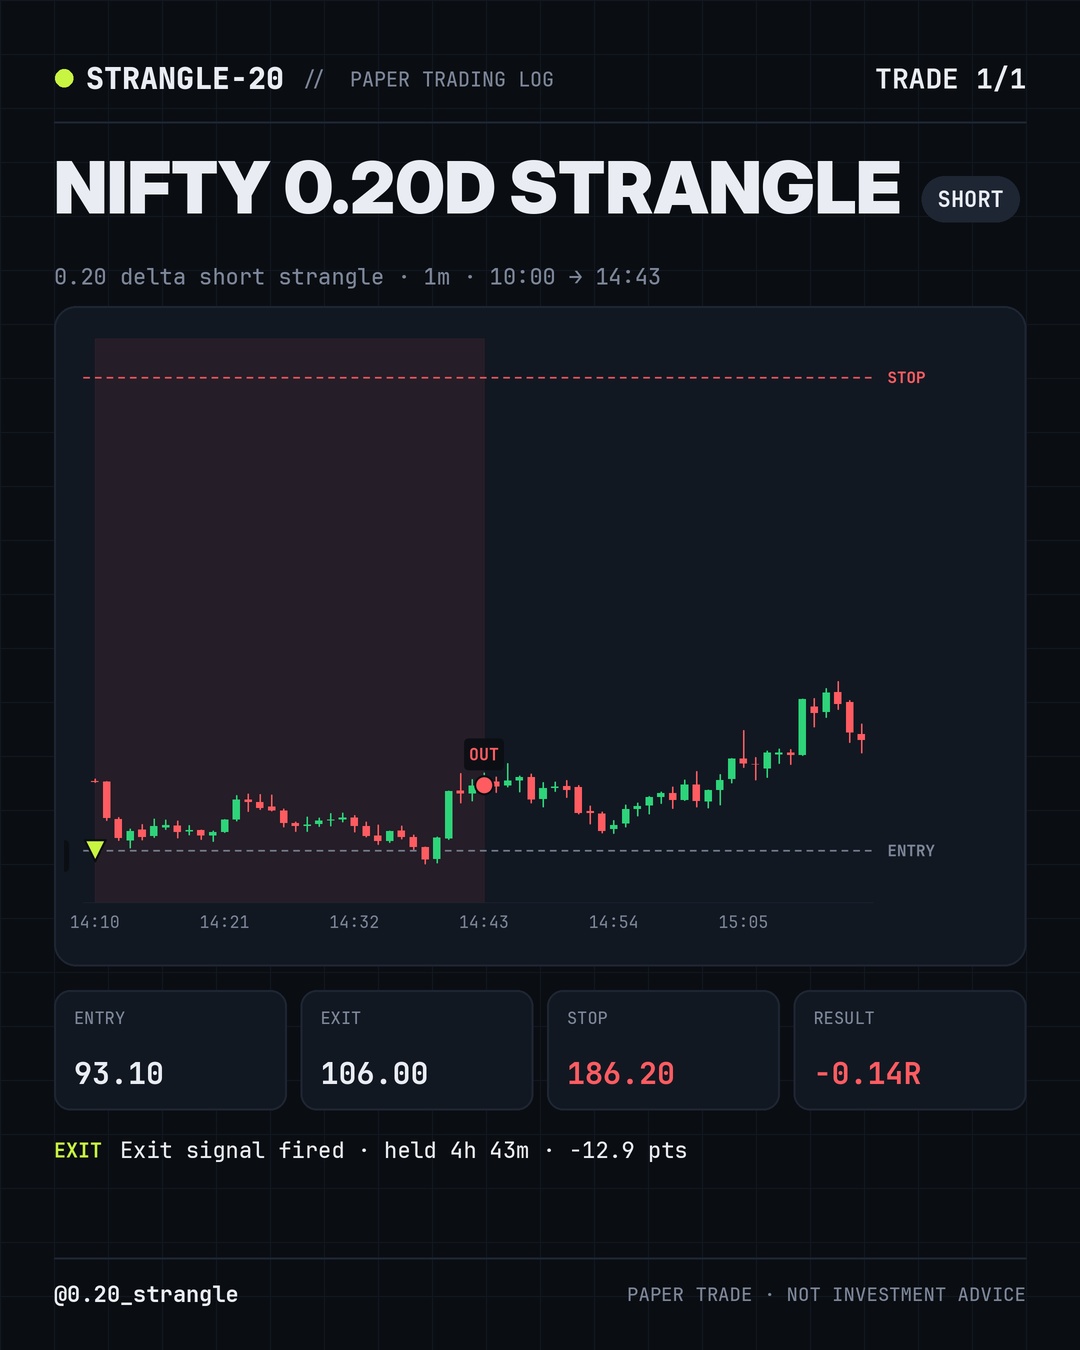 STRANGLE-20 // PAPER TRADING LOG TRADE 1/1
NIFTY 0.20D STRANGLE SHORT
0.20 delta short strangle · 1m · 10:00 → 14:43
STOP
OUT
ENTRY
14:10 14:21 14:32 14:43 14:54 15:05
ENTRY EXIT STOP RESULT
93.10 106.00 186.20 -0.14R
EXIT Exit signal fired · held 4h 43m · -12.9 pts
@0.20_strangle PAPER TRADE · NOT INVESTMENT ADVICE